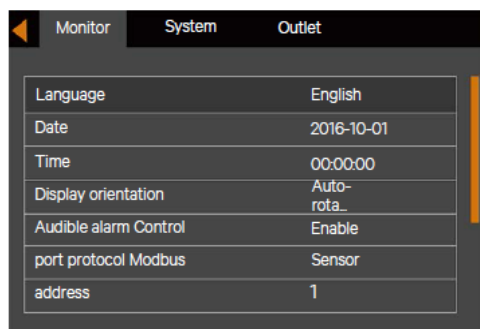 Monitor System Outlet
Language English
Date 2016-10-01
Time 00:00:00
Display orientation Auto-
rota...
Audible alarm Control Enable
port protocol Modbus Sensor
address 1